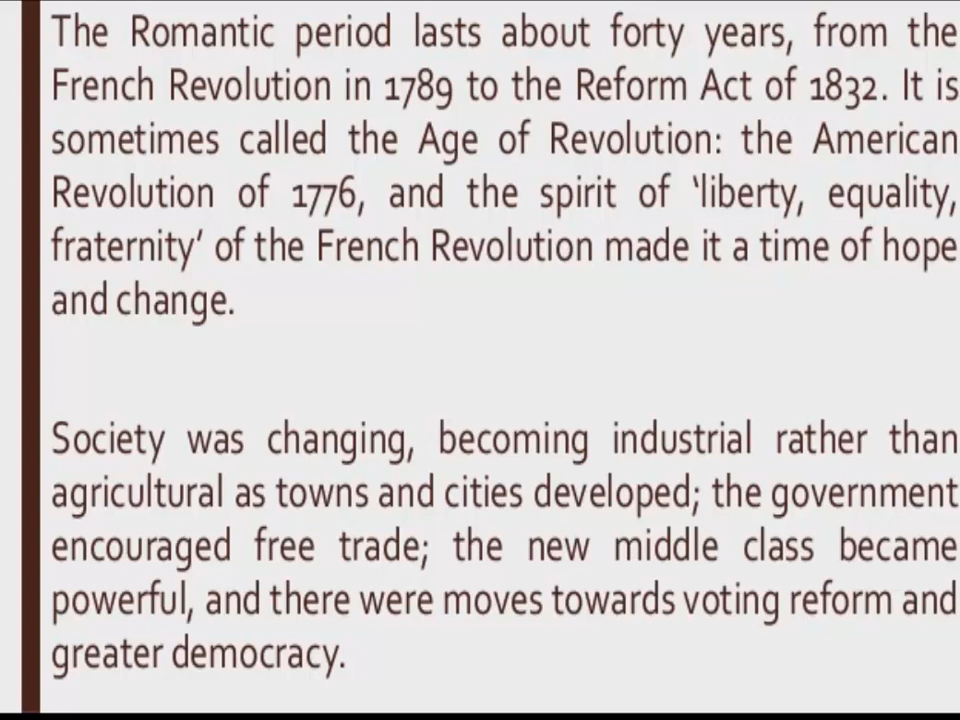 The Romantic period lasts about forty years, from the
French Revolution in 1789 to the Reform Act of 1832. It is
sometimes called the Age of Revolution: the American
Revolution of 1776, and the spirit of ‘liberty, equality,
fraternity’ of the French Revolution made it a time of hope
and change.
Society was changing, becoming industrial rather than
agricultural as towns and cities developed; the government
encouraged free trade; the new middle class became
powerful, and there were moves towards voting reform and
greater democracy.